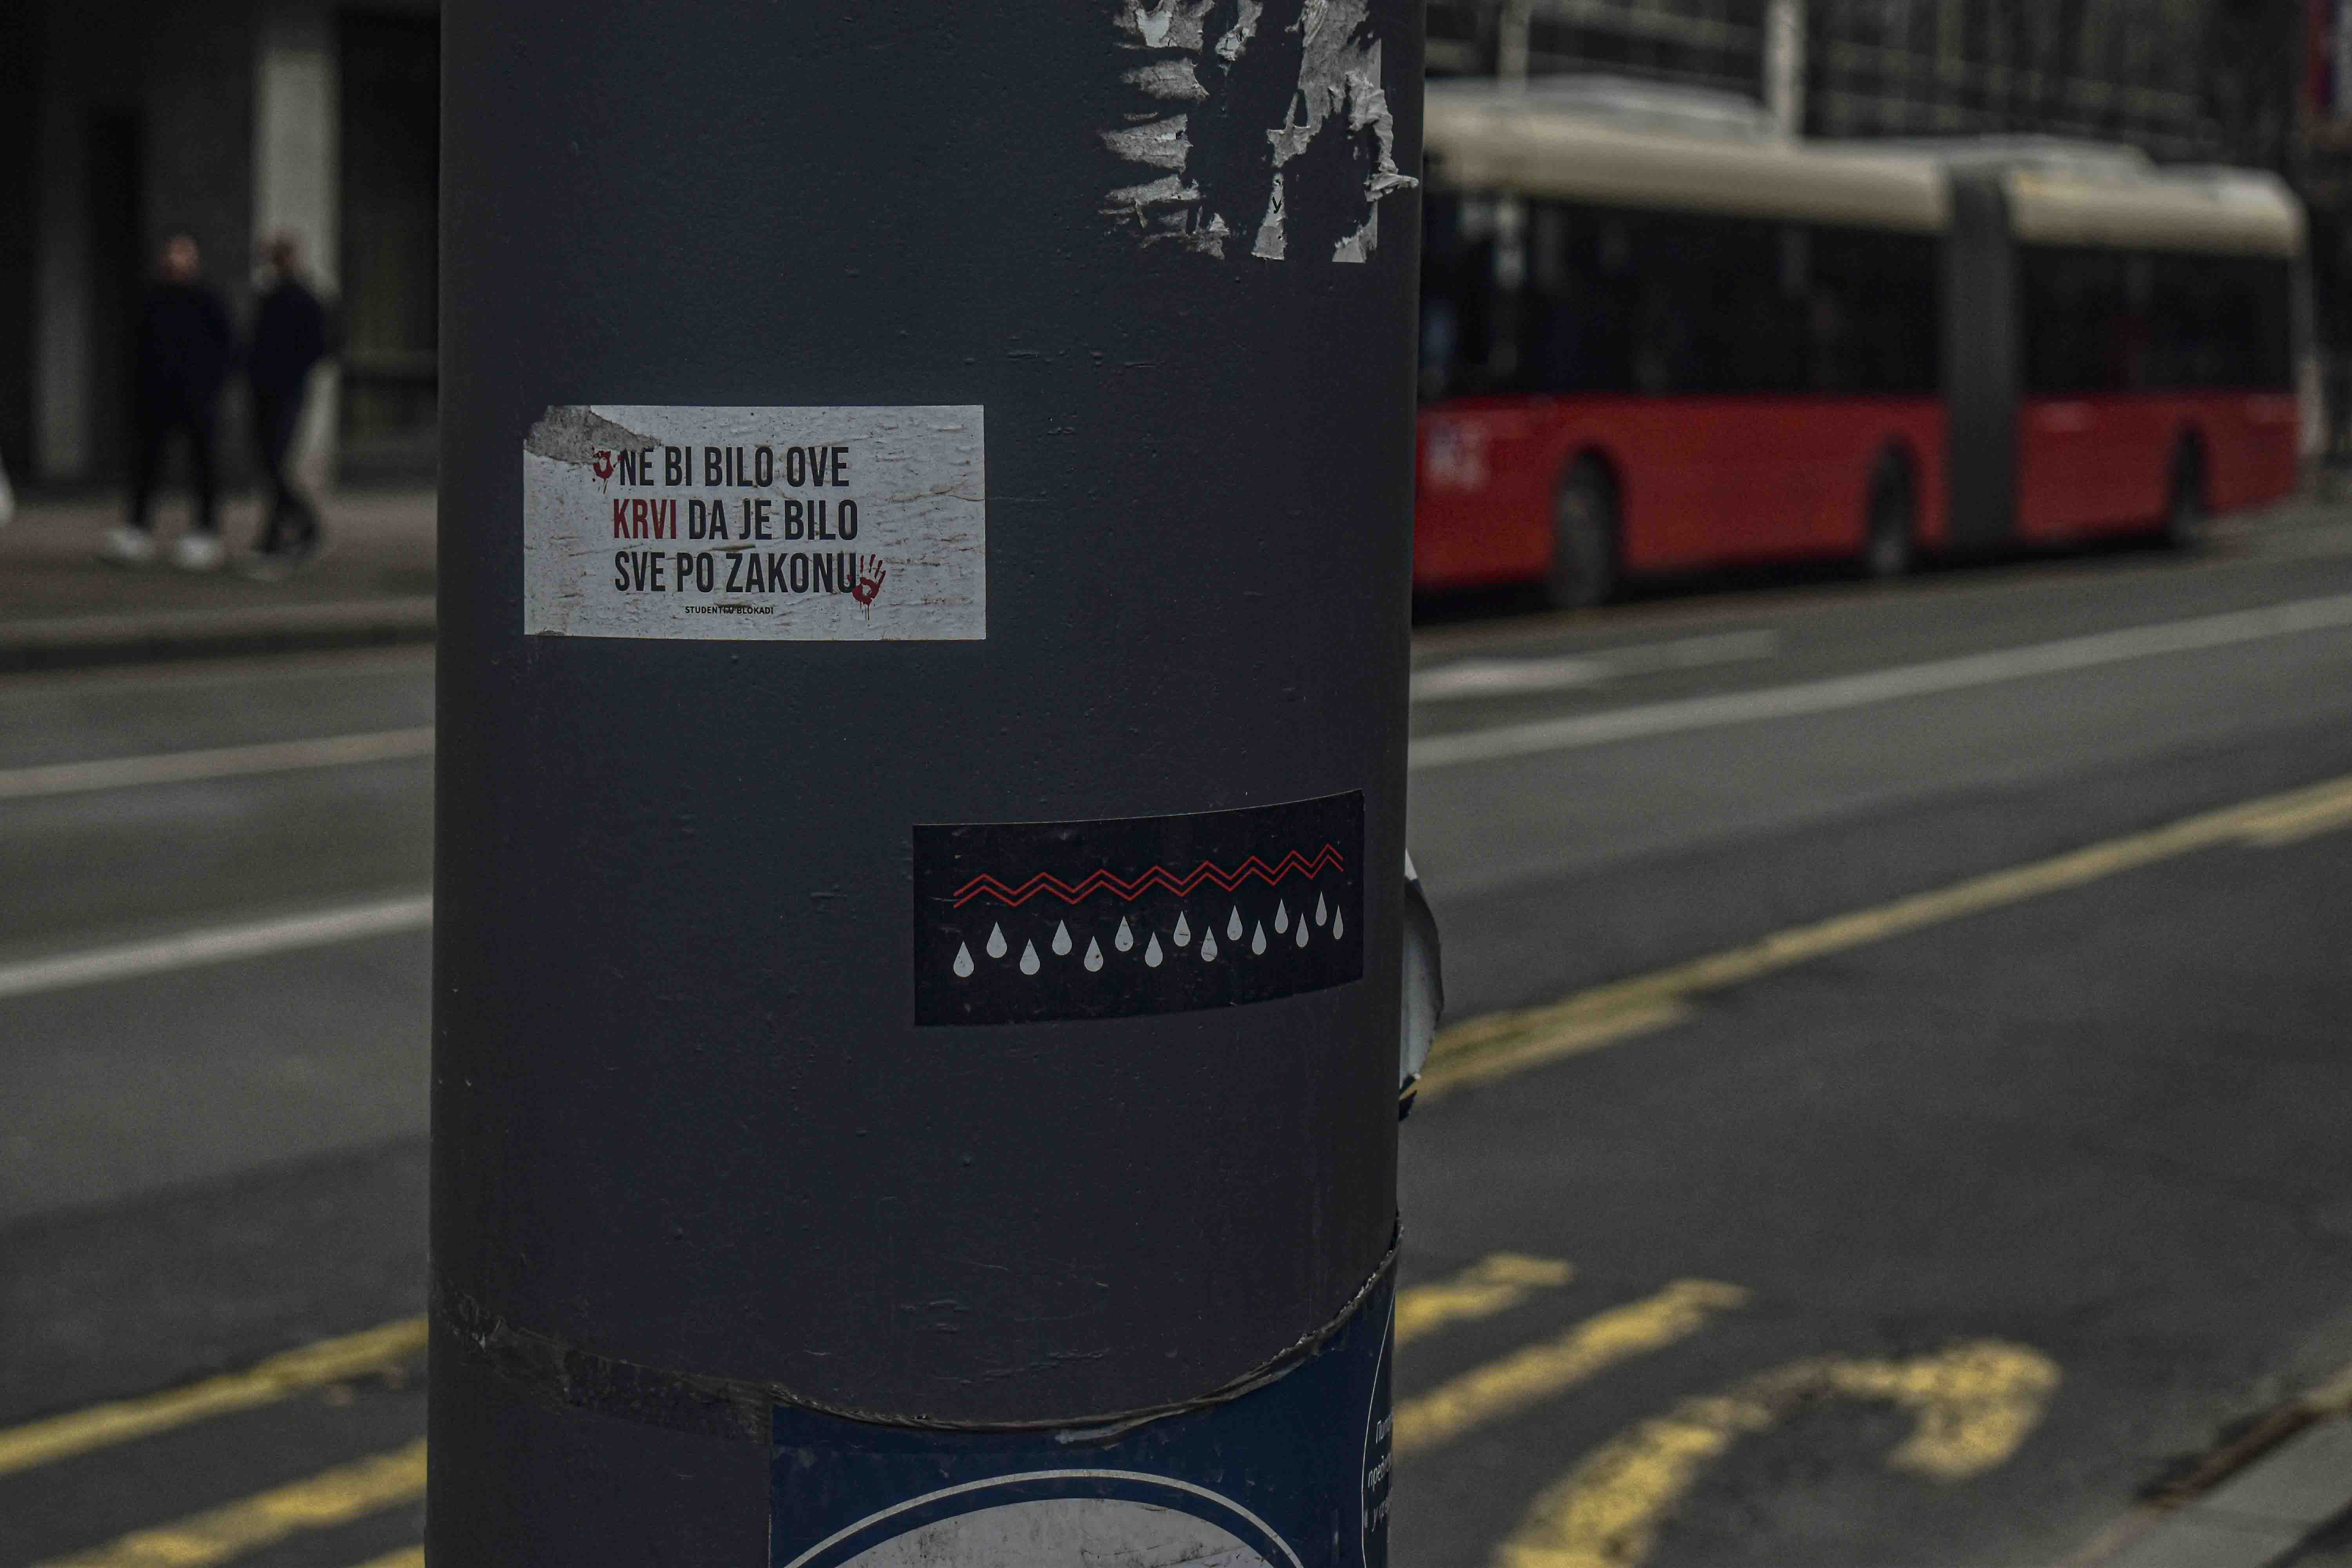 NE BI BILO OVE
KRVI DA JE BILO
SVE PO ZAKONU
STUDENTI U BLOKADI